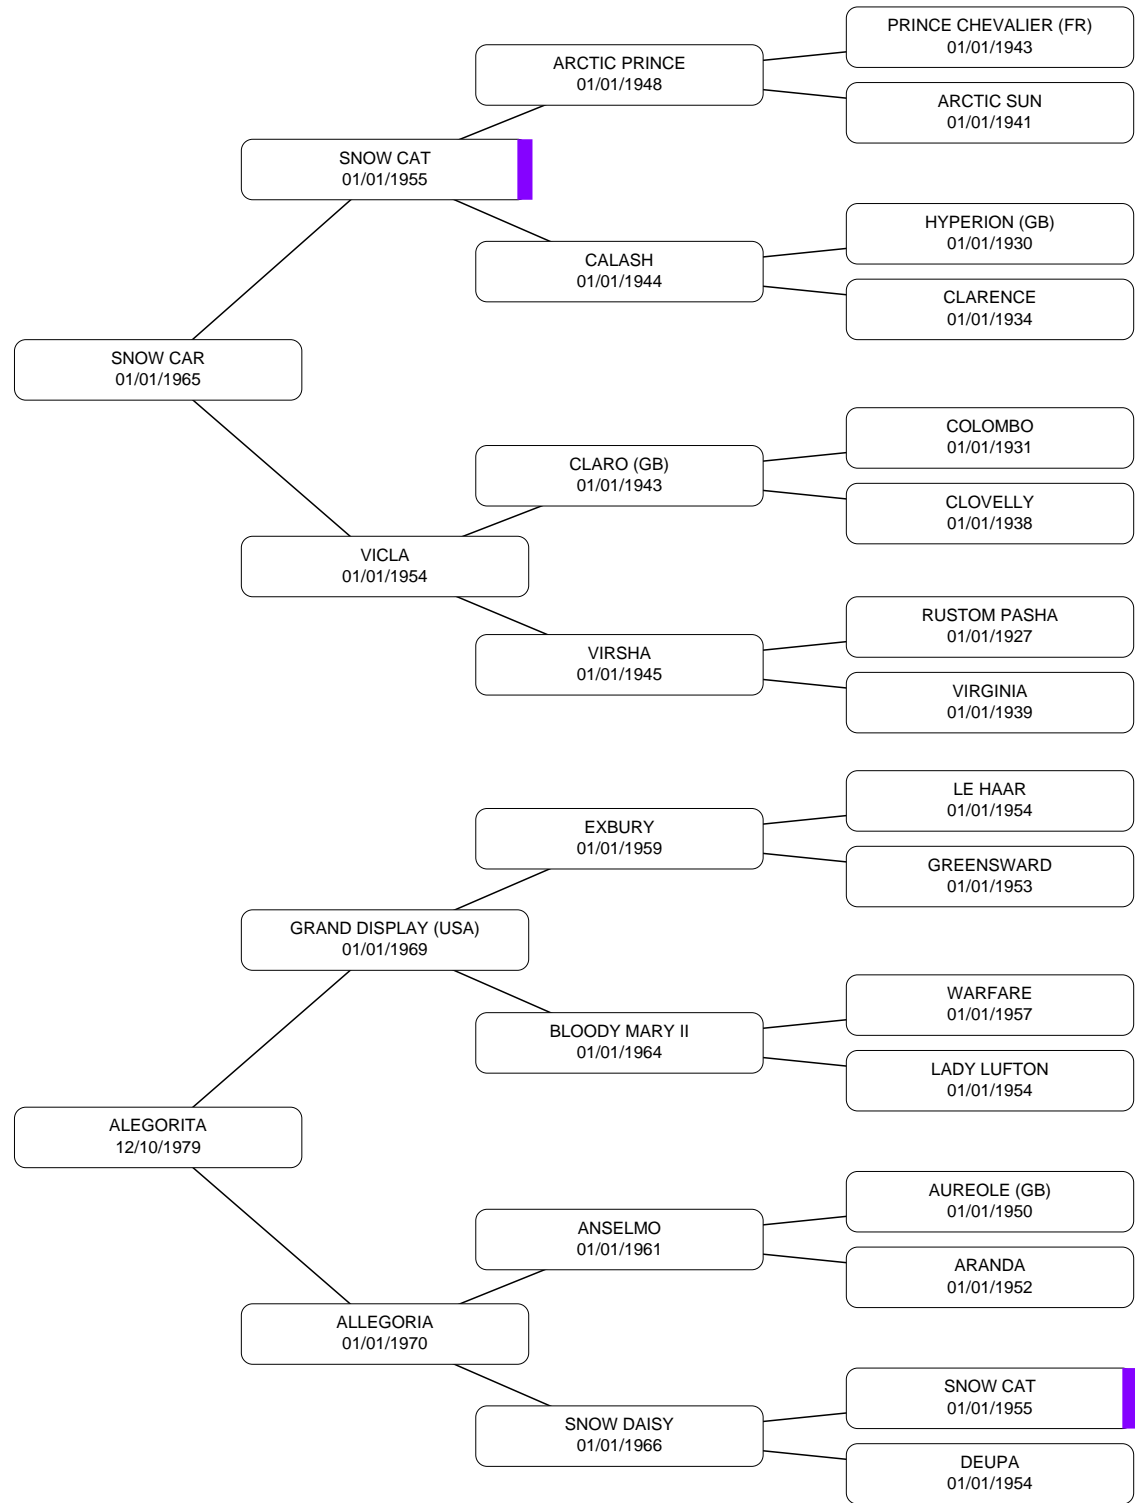 PRINCE CHEVALIER (FR)
01/01/1943
ARCTIC PRINCE
01/01/1948
ARCTIC SUN
01/01/1941
SNOW CAT
01/01/1955
HYPERION (GB)
01/01/1930
CALASH
01/01/1944
CLARENCE
01/01/1934
SNOW CAR
01/01/1965
COLOMBO
01/01/1931
CLARO (GB)
01/01/1943
CLOVELLY
01/01/1938
VICLA
01/01/1954
RUSTOM PASHA
01/01/1927
VIRSHA
01/01/1945
VIRGINIA
01/01/1939
LE HAAR
01/01/1954
EXBURY
01/01/1959
GREENSWARD
01/01/1953
GRAND DISPLAY (USA)
01/01/1969
WARFARE
01/01/1957
BLOODY MARY II
01/01/1964
LADY LUFTON
01/01/1954
ALEGORITA
12/10/1979
AUREOLE (GB)
01/01/1950
ANSELMO
01/01/1961
ARANDA
01/01/1952
ALLEGORIA
01/01/1970
SNOW CAT
01/01/1955
SNOW DAISY
01/01/1966
DEUPA
01/01/1954